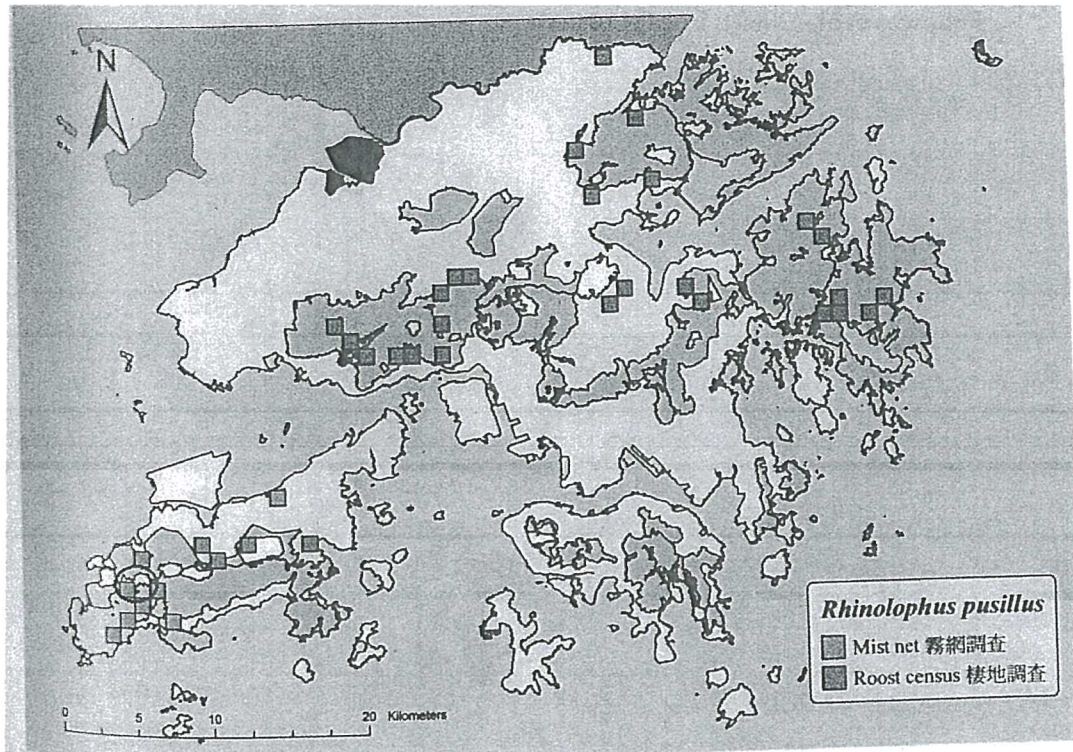 N
Rhinolophus pusillus
Mist net 霧網調查
Roost census 棲地調查
0 5 10 20 Kilometers